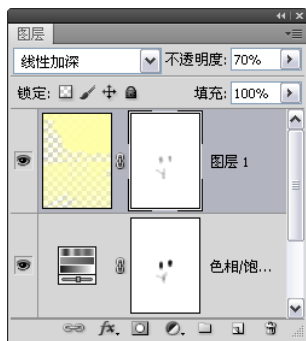 图层
线性加深 不透明度: 70%
锁定: 填充: 100%
图层 1
色相/饱...
fx.